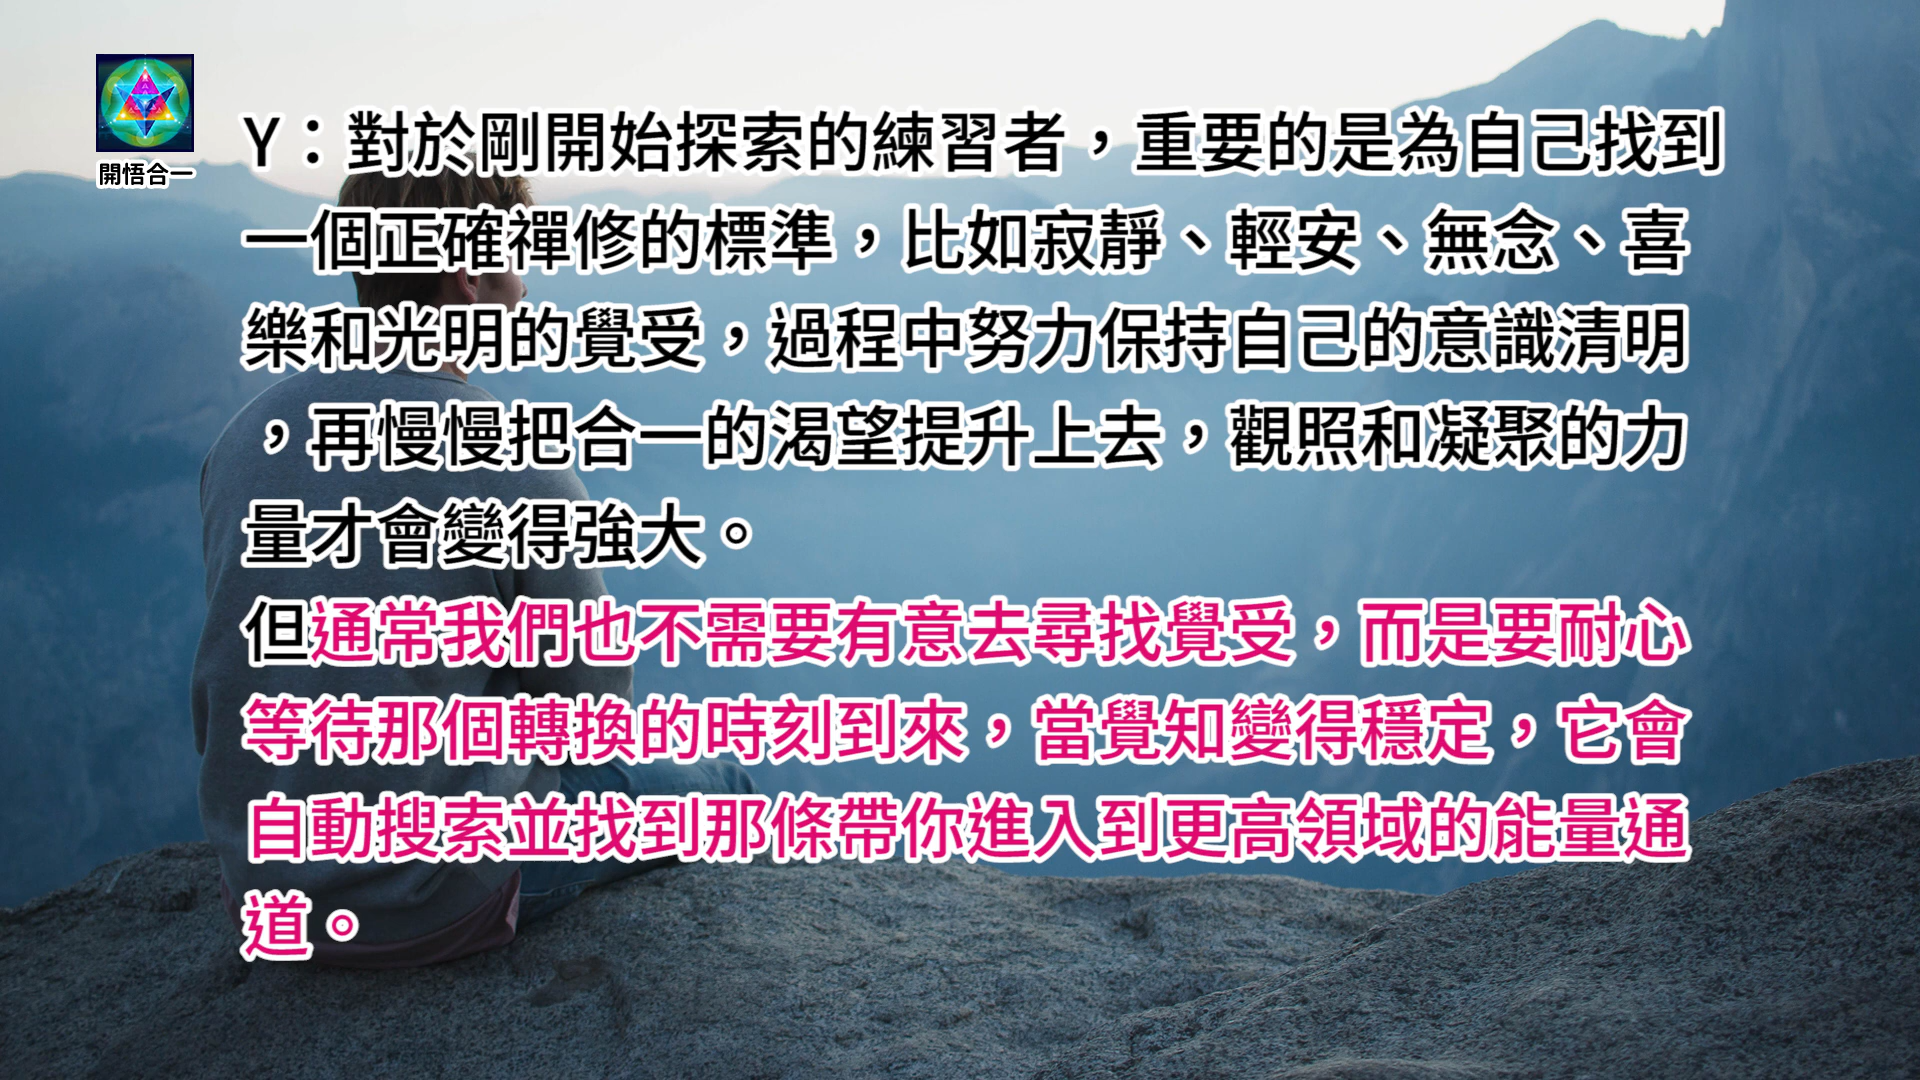 開悟合一
Y：對於剛開始探索的練習者，重要的是為自己找到
一個正確禪修的標準，比如寂靜、輕安、無念、喜
樂和光明的覺受，過程中努力保持自己的意識清明
，再慢慢把合一的渴望提升上去，觀照和凝聚的力
量才會變得強大。
但通常我們也不需要有意去尋找覺受，而是要耐心
等待那個轉換的時刻到來，當覺知變得穩定，它會
自動搜索並找到那條帶你進入到更高領域的能量通
道。